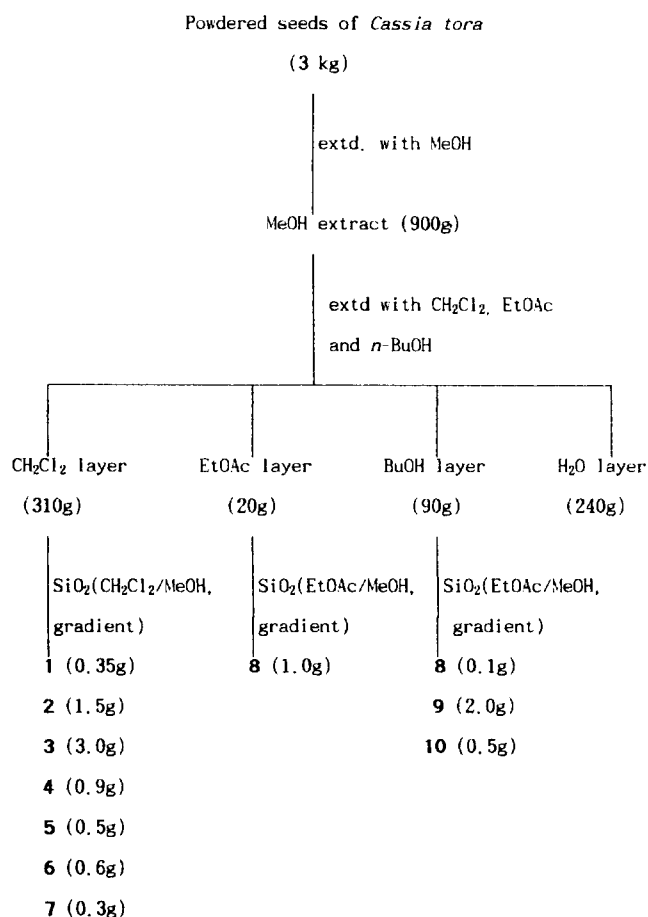 Powdered seeds of Cassia tora
(3 kg)
extd. with MeOH
MeOH extract (900g)
extd with CH₂Cl₂, EtOAc
and n-BuOH
CH₂Cl₂ layer EtOAc layer BuOH layer H₂O layer
(310g) (20g) (90g) (240g)
SiO₂(CH₂Cl₂/MeOH, SiO₂(EtOAc/MeOH, SiO₂(EtOAc/MeOH,
gradient) gradient) gradient)
1 (0.35g) 8 (1.0g) 8 (0.1g)
2 (1.5g) 9 (2.0g)
3 (3.0g) 10 (0.5g)
4 (0.9g)
5 (0.5g)
6 (0.6g)
7 (0.3g)